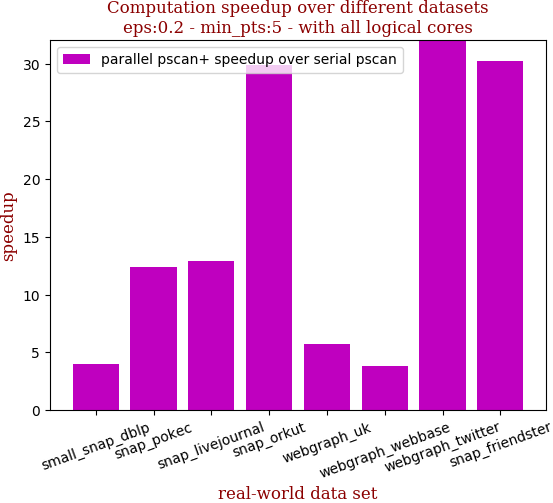 Computation speedup over different datasets
eps:0.2 - min_pts:5 - with all logical cores
parallel pscan+ speedup over serial pscan
speedup
30
25
20
15
10
5
0
small_snap_dblp
snap_pokec
snap_livejournal
snap_orkut
webgraph_uk
webgraph_webbase
webgraph_twitter
snap_friendster
real-world data set